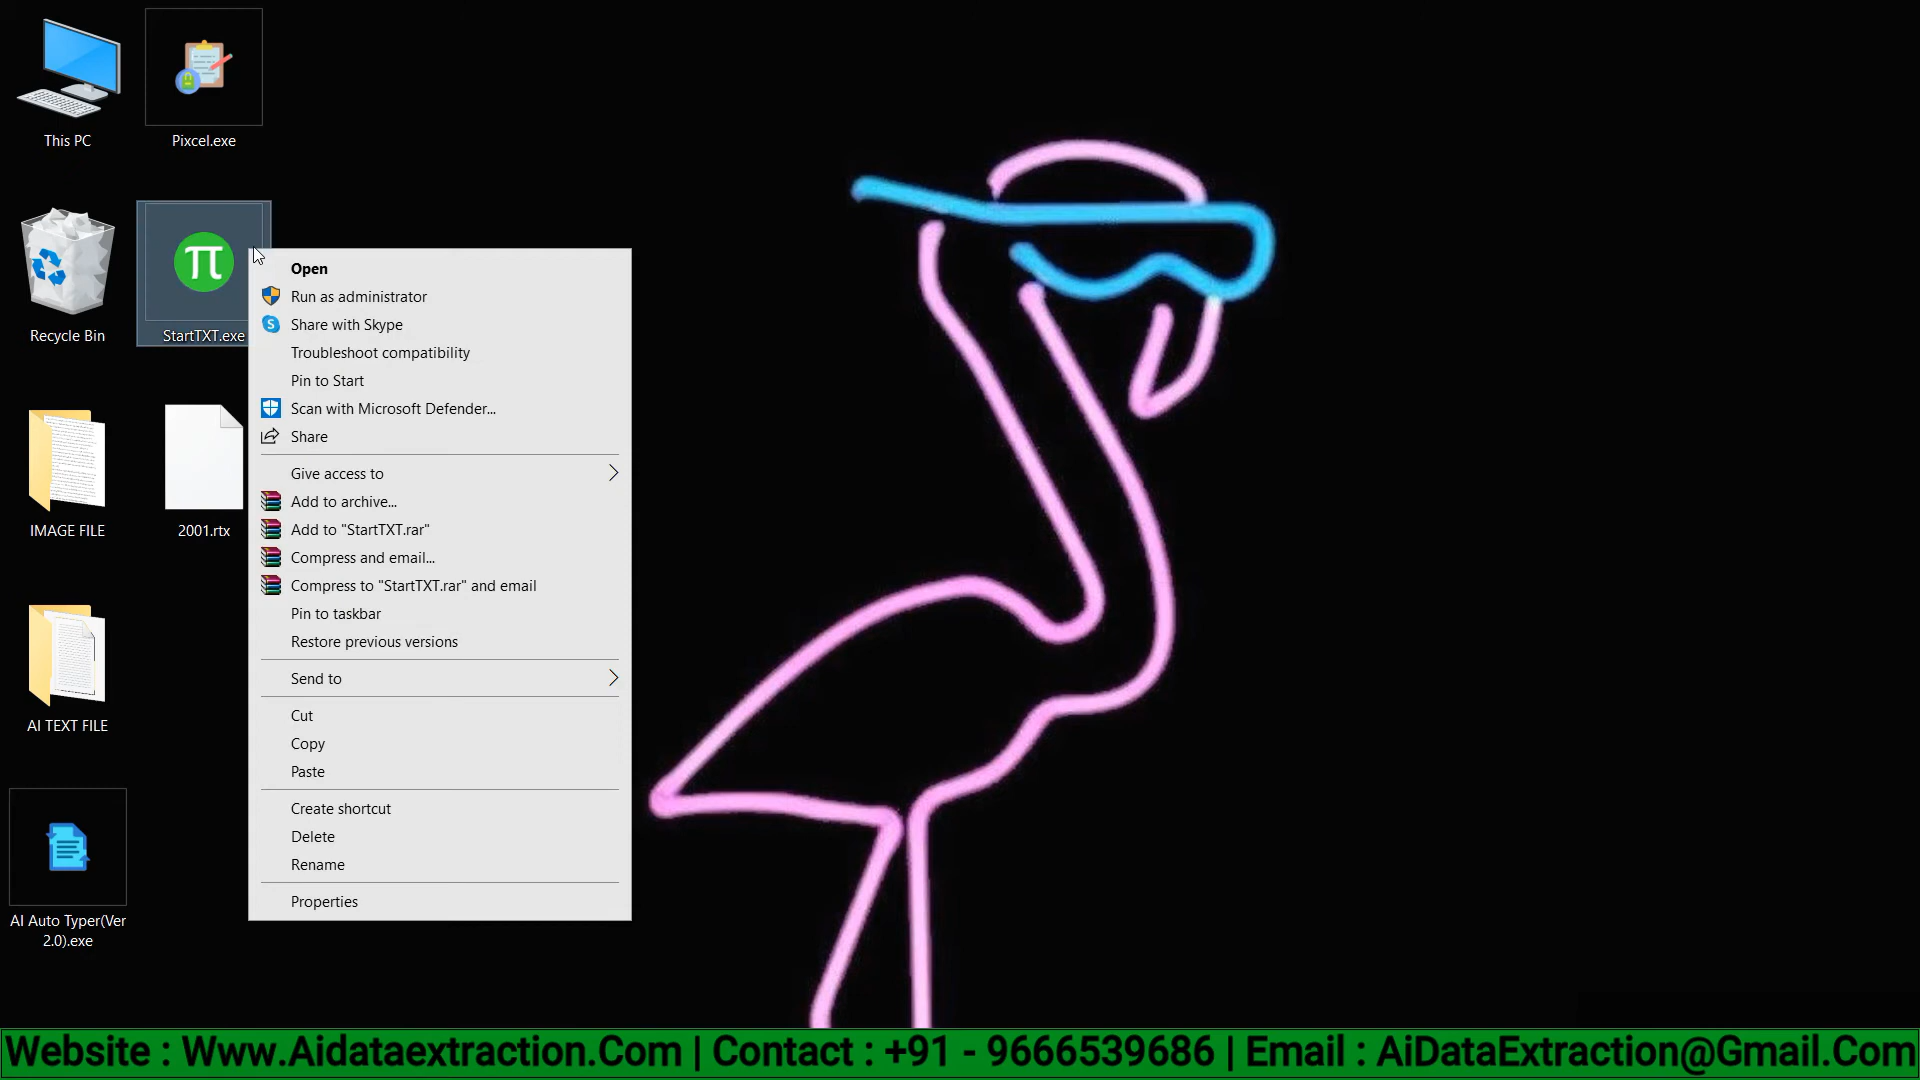 This PC
Pixcel.exe
Recycle Bin
StartTXT.exe
IMAGE FILE
2001.rtx
AI TEXT FILE
AI Auto Typer(Ver
2.0).exe
Open
Run as administrator
Share with Skype
Troubleshoot compatibility
Pin to Start
Scan with Microsoft Defender...
Share
Give access to
Add to archive...
Add to "StartTXT.rar"
Compress and email...
Compress to "StartTXT.rar" and email
Pin to taskbar
Restore previous versions
Send to
Cut
Copy
Paste
Create shortcut
Delete
Rename
Properties
Website : Www.Aidataextraction.Com | Contact : +91 - 9666539686 | Email : AiDataExtraction@Gmail.Com